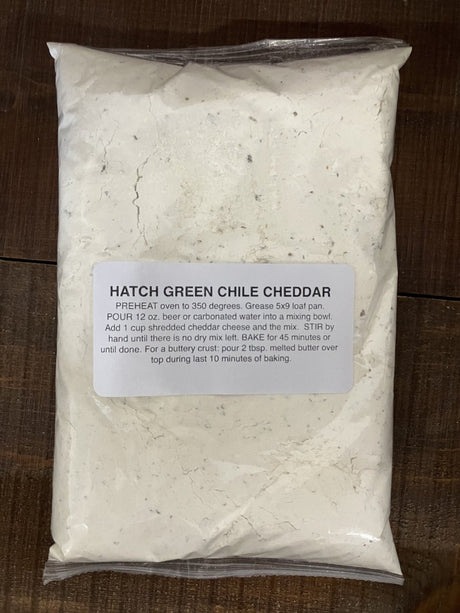 HATCH GREEN CHILE CHEDDAR
PREHEAT oven to 350 degrees. Grease 5x9 loaf pan.
POUR 12 oz. beer or carbonated water into a mixing bowl.
Add 1 cup shredded cheddar cheese and the mix. STIR by
hand until there is no dry mix left. BAKE for 45 minutes or
until done. For a buttery crust: pour 2 tbsp. melted butter over
top during last 10 minutes of baking.